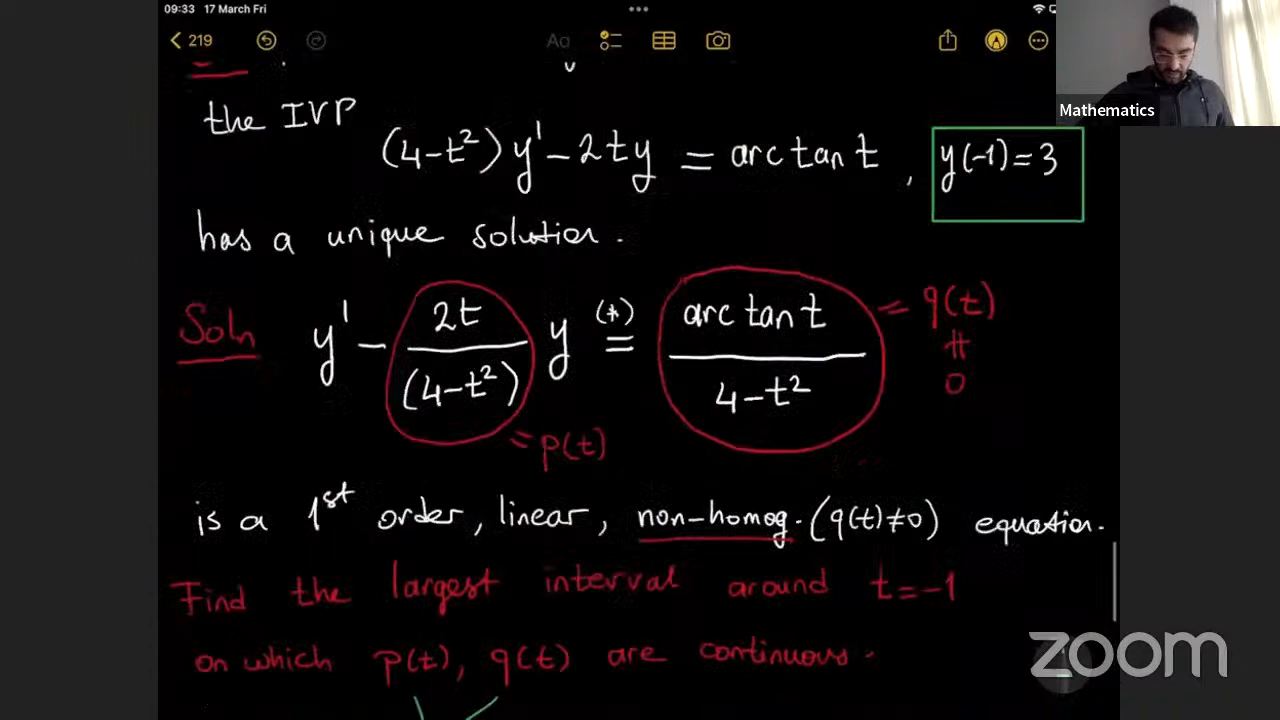 09:33 17 March Fri
219
Aa
Mathematics
the IVP
(4-t²)y' - 2ty = arctan t, y(-1)=3
has a unique solution.
Soln y' - 2t/(4-t²) y (*)= arctan t/4-t² = q(t) ≠ 0
= p(t)
is a 1st order, linear, non-homog. (q(t)≠0) equation.
Find the largest interval around t=-1
on which p(t), q(t) are continuous.
zoom